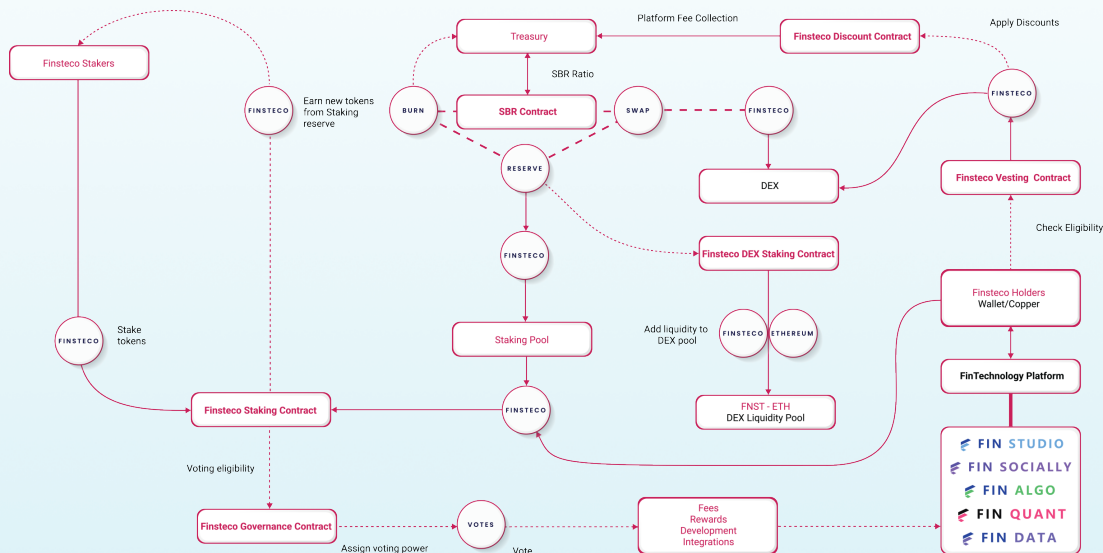 Platform Fee Collection
Apply Discounts
Treasury
Finsteco Discount Contract
Finsteco Stakers
SBR Ratio
FINSTECO
Earn new tokens
from Staking
reserve
BURN
SBR Contract
SWAP
FINSTECO
FINSTECO
RESERVE
DEX
Finsteco Vesting Contract
Check Eligibility
FINSTECO
Finsteco DEX Staking Contract
Finsteco Holders
Wallet/Copper
FINSTECO
Stake
tokens
Staking Pool
Add liquidity to
DEX pool
FINSTECO
ETHEREUM
FinTechnology Platform
Finsteco Staking Contract
FINSTECO
FNST - ETH
DEX Liquidity Pool
FIN STUDIO
FIN SOCIALLY
FIN ALGO
FIN QUANT
FIN DATA
Voting eligibility
Finsteco Governance Contract
Assign voting power
VOTES
Vote
Fees
Rewards
Development
Integrations